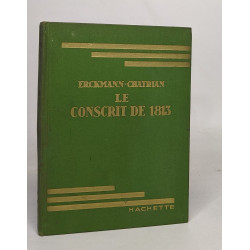 ERCKMANN-CHATRIAN
LE
CONSCRIT DE 1813
HACHETTE